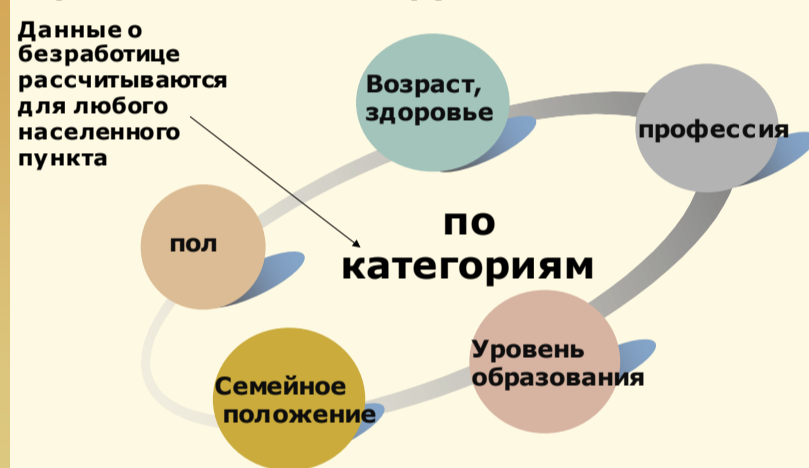 Данные о
безработице
рассчитываются
для любого
населенного
пункта
Возраст,
здоровье
профессия
пол
по
категориям
Уровень
образования
Семейное
положение